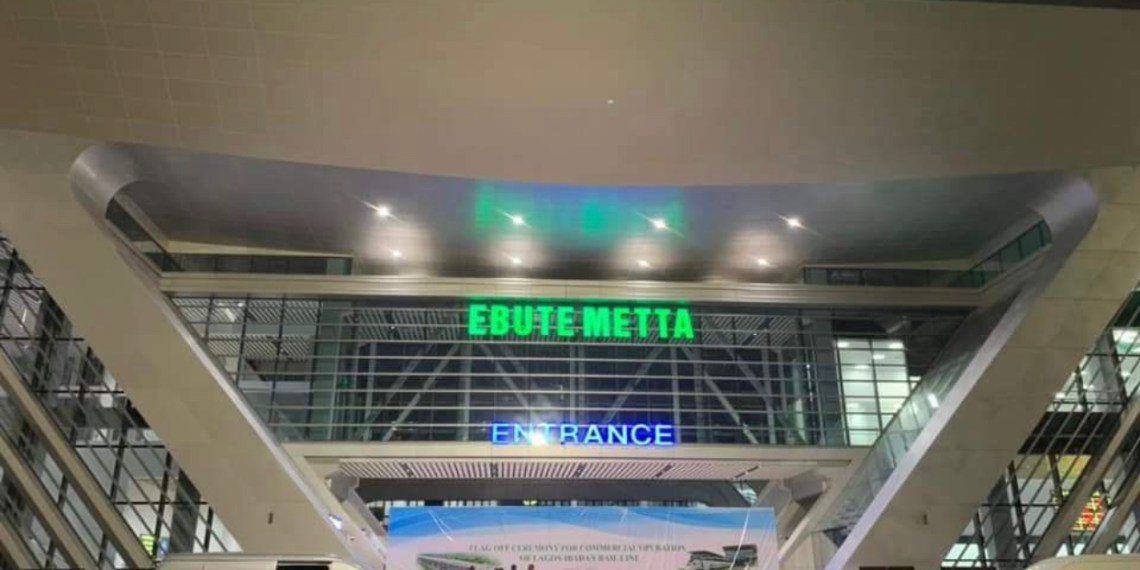 EBUTE METTA
ENTRANCE
FLAG OFF CEREMONY FOR COMMERCIAL OPERATION
OF LAGOS-IBADAN RAIL LINE